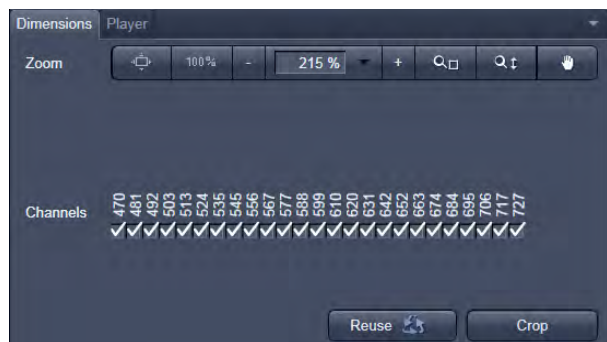 Dimensions Player
Zoom 100% - 215 % +
Channels 470 481 492 503 513 524 535 545 556 567 577 588 599 610 620 631 642 652 663 674 684 695 706 717 727
Reuse Crop